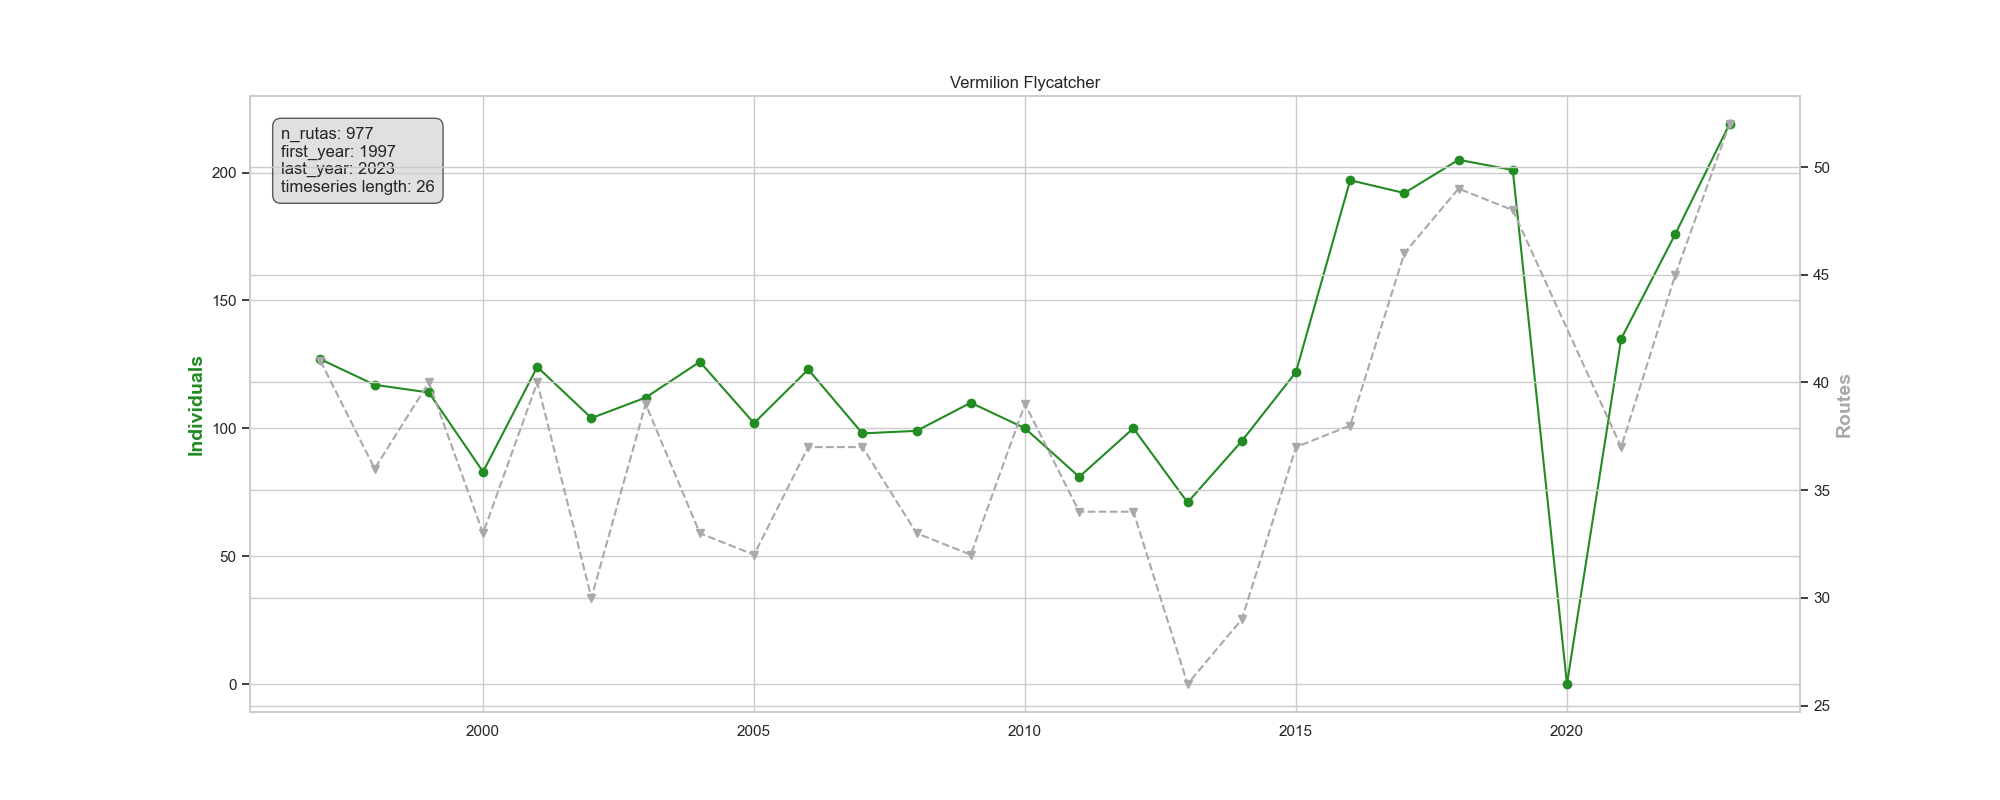 Vermilion Flycatcher
n_rutas: 977
first_year: 1997
last_year: 2023
timeseries length: 26
Individuals
200
150
100
50
0
50
45
40
35
30
25
Routes
2000 2005 2010 2015 2020